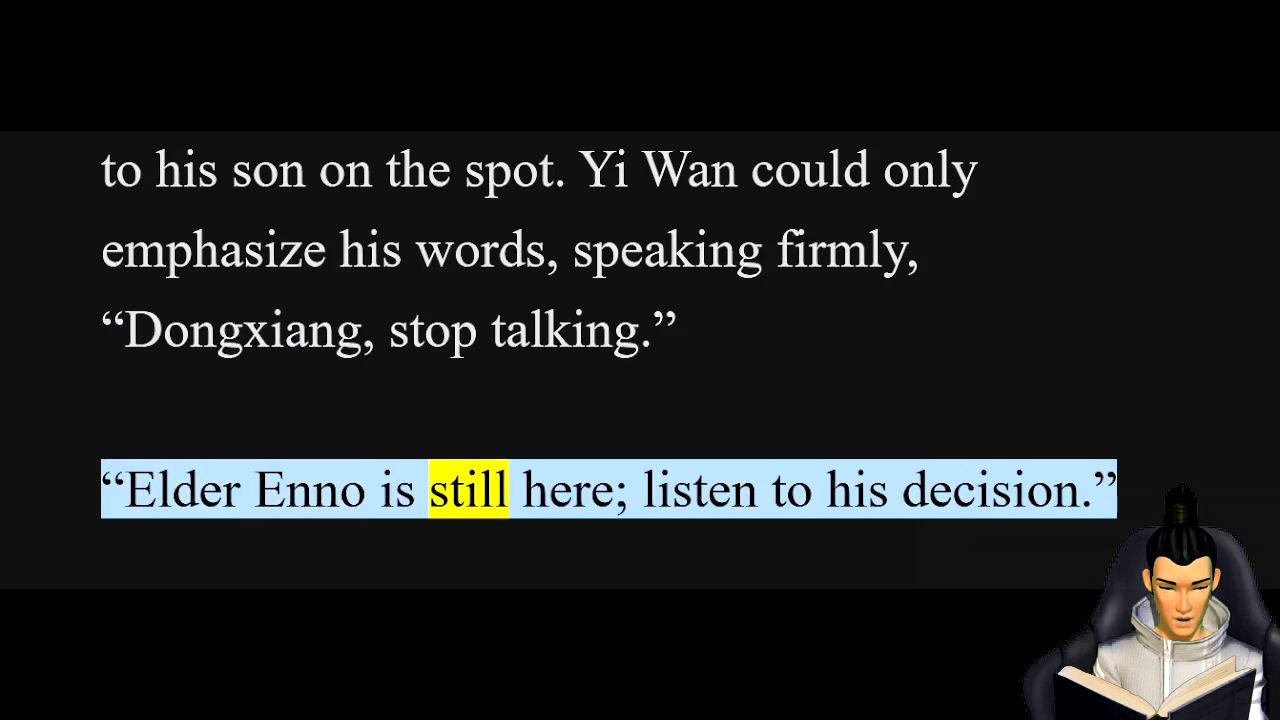 to his son on the spot. Yi Wan could only
emphasize his words, speaking firmly,
“Dongxiang, stop talking.”
“Elder Enno is still here; listen to his decision.”